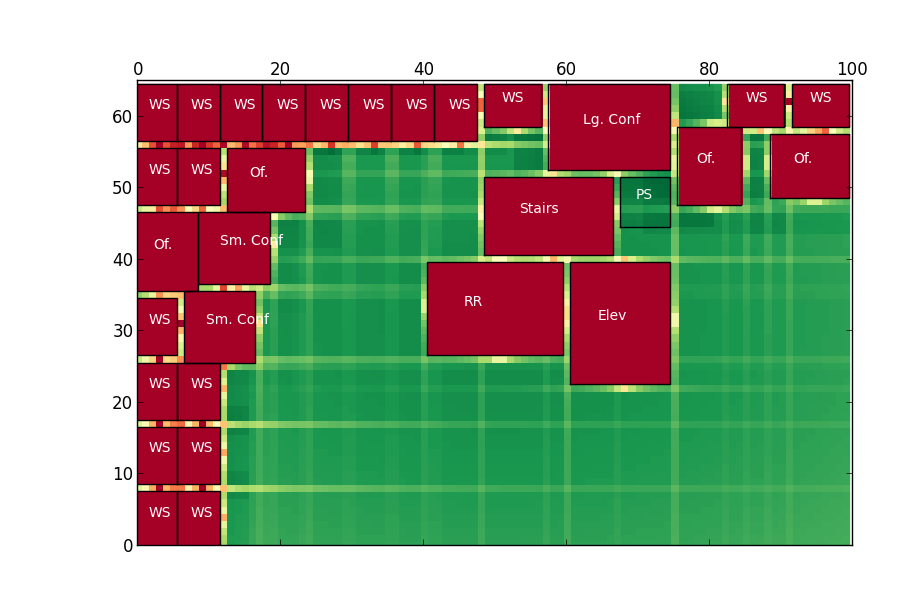 0 20 40 60 80 100
WS WS WS WS WS WS WS WS WS Lg. Conf WS WS
60
WS WS Of. Of. Of.
50
PS
Stairs
Of. Sm. Conf
40
RR Elev
WS Sm. Conf
30
WS WS
20
WS WS
10
WS WS
0